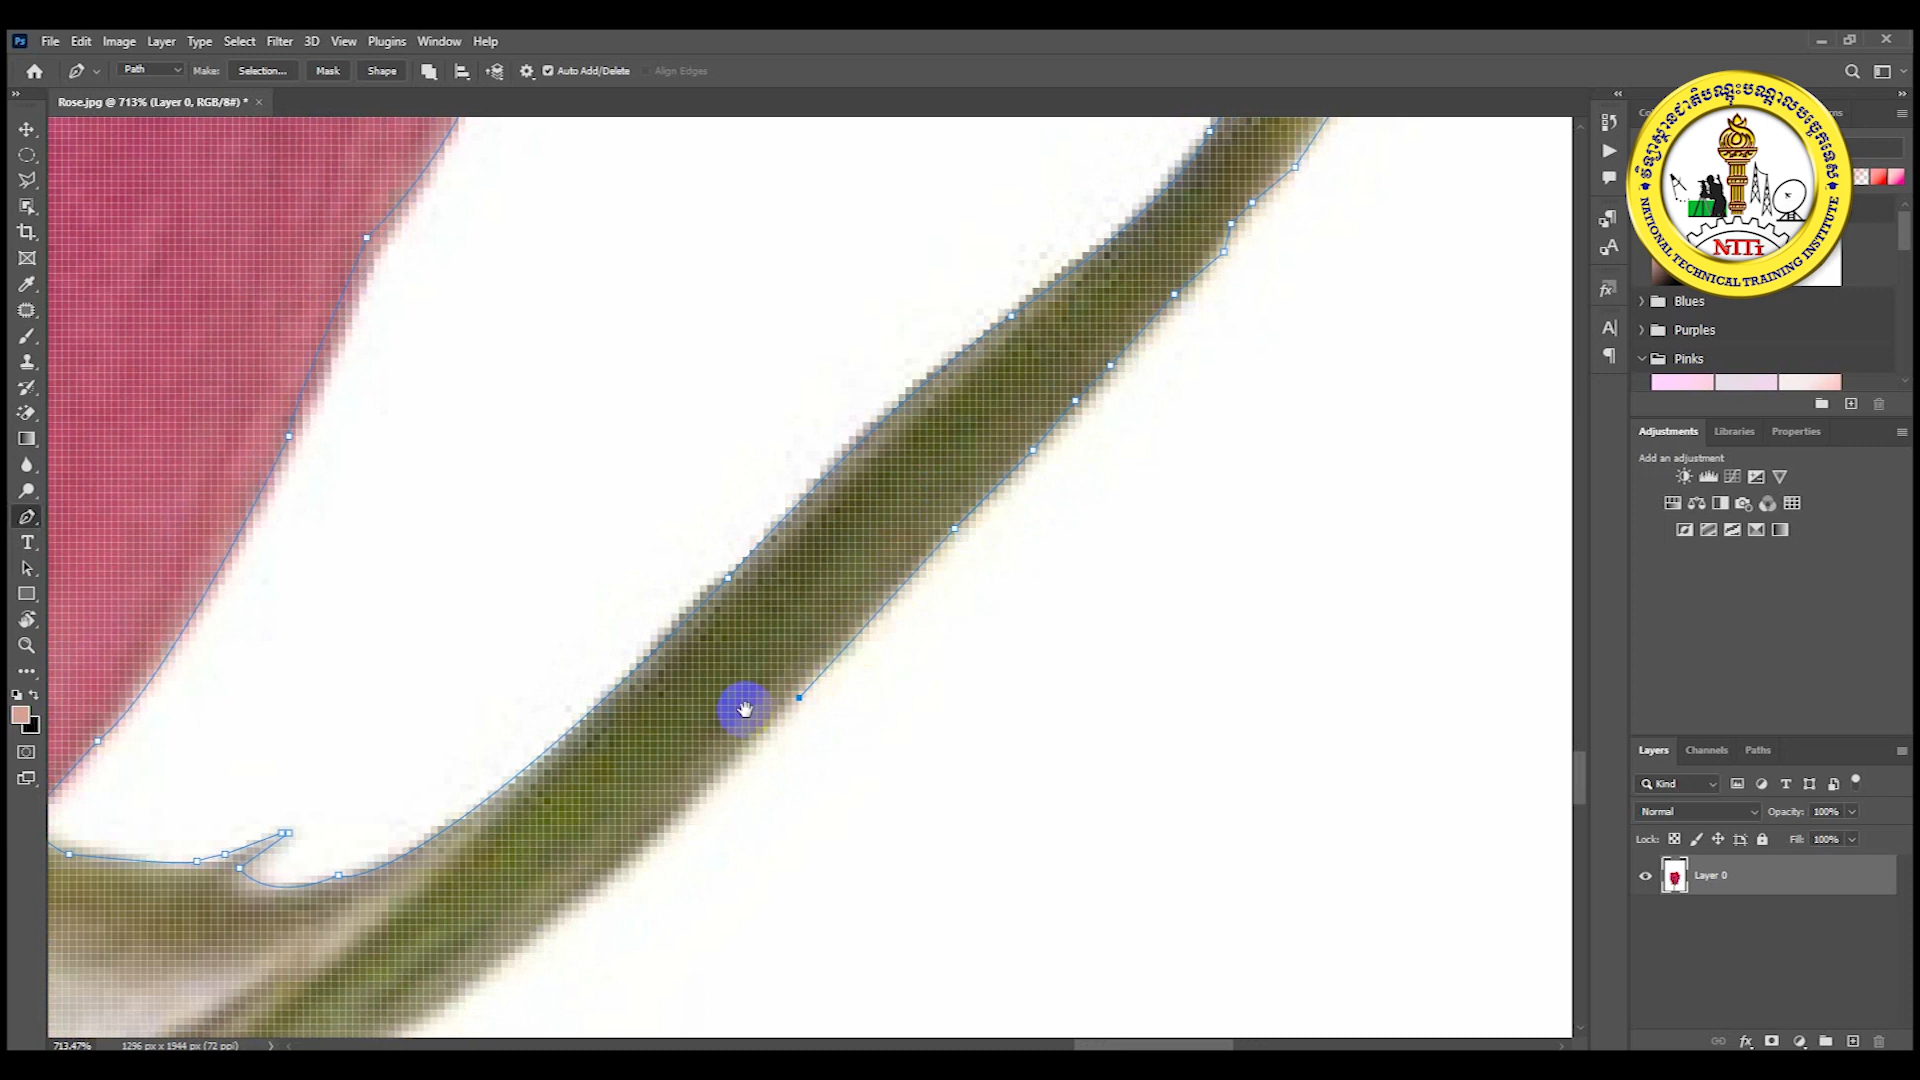 Ps File Edit Image Layer Type Select Filter 3D View Plugins Window Help
Path Make: Selection... Mask Shape Auto Add/Delete Align Edges
Rose.jpg @ 713% (Layer 0, RGB/8#) * ×
វិទ្យាស្ថានជាតិបណ្តុះបណ្តាលបច្ចេកទេស
NTTI
NATIONAL TECHNICAL TRAINING INSTITUTE
Blues
Purples
Pinks
Adjustments Libraries Properties
Add an adjustment
Layers Channels Paths
Kind
Normal Opacity: 100%
Lock: Fill: 100%
Layer 0
713.47% 1296 px x 1944 px (72 ppi)